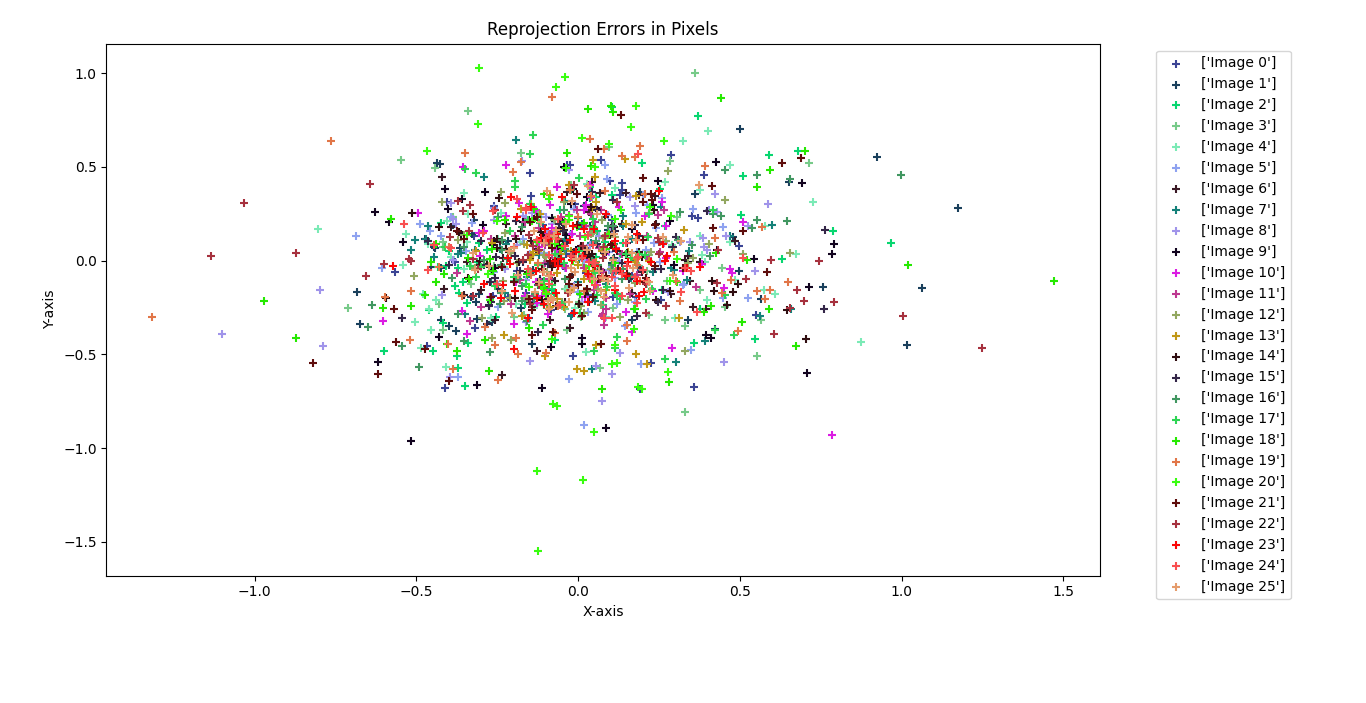 Reprojection Errors in Pixels
1.0
0.5
0.0
−0.5
−1.0
−1.5
Y-axis
−1.0 −0.5 0.0 0.5 1.0 1.5
X-axis
['Image 0']
['Image 1']
['Image 2']
['Image 3']
['Image 4']
['Image 5']
['Image 6']
['Image 7']
['Image 8']
['Image 9']
['Image 10']
['Image 11']
['Image 12']
['Image 13']
['Image 14']
['Image 15']
['Image 16']
['Image 17']
['Image 18']
['Image 19']
['Image 20']
['Image 21']
['Image 22']
['Image 23']
['Image 24']
['Image 25']